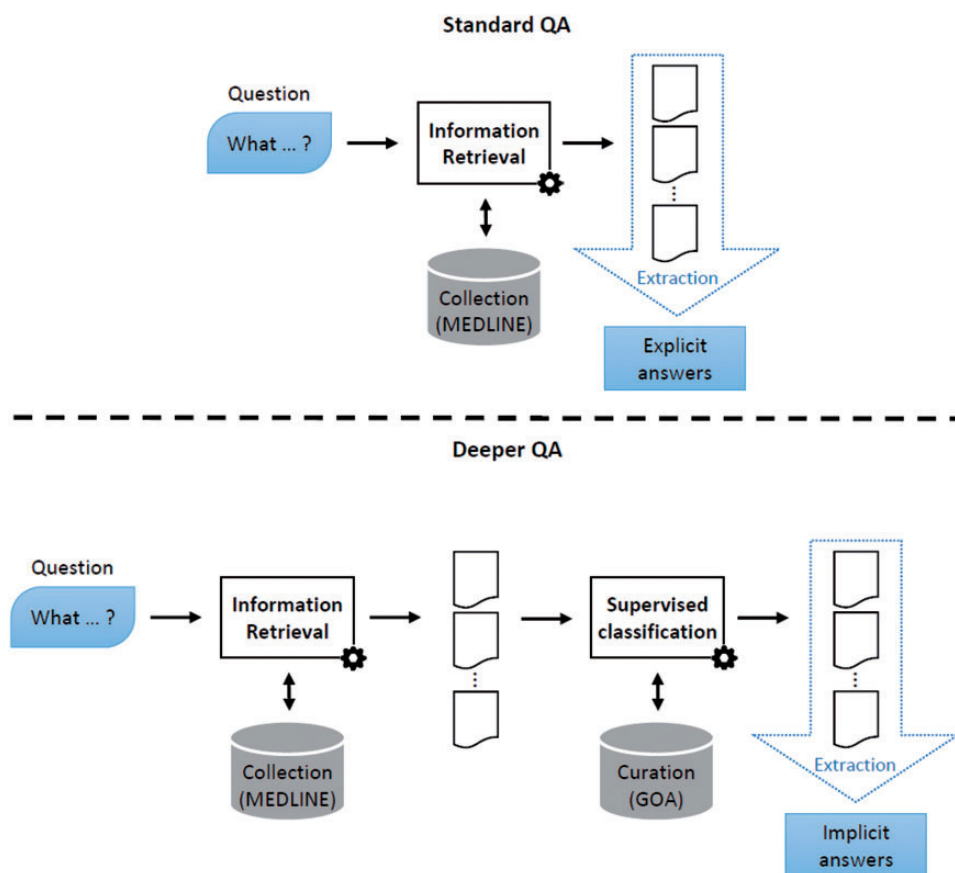 Standard QA
Question
What ... ?
Information
Retrieval
Collection
(MEDLINE)
Extraction
Explicit
answers
Deeper QA
Question
What ... ?
Information
Retrieval
Collection
(MEDLINE)
Supervised
classification
Curation
(GOA)
Extraction
Implicit
answers